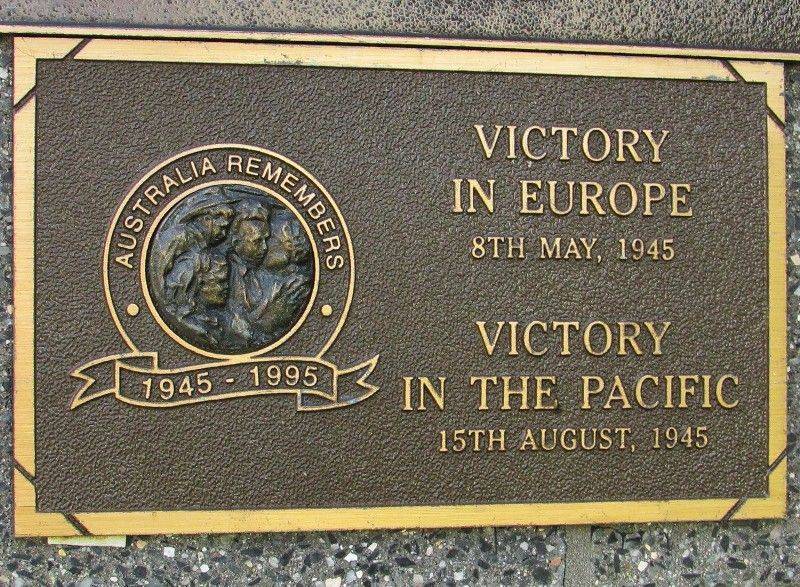 AUSTRALIA REMEMBERS
1945 - 1995
VICTORY
IN EUROPE
8TH MAY, 1945
VICTORY
IN THE PACIFIC
15TH AUGUST, 1945